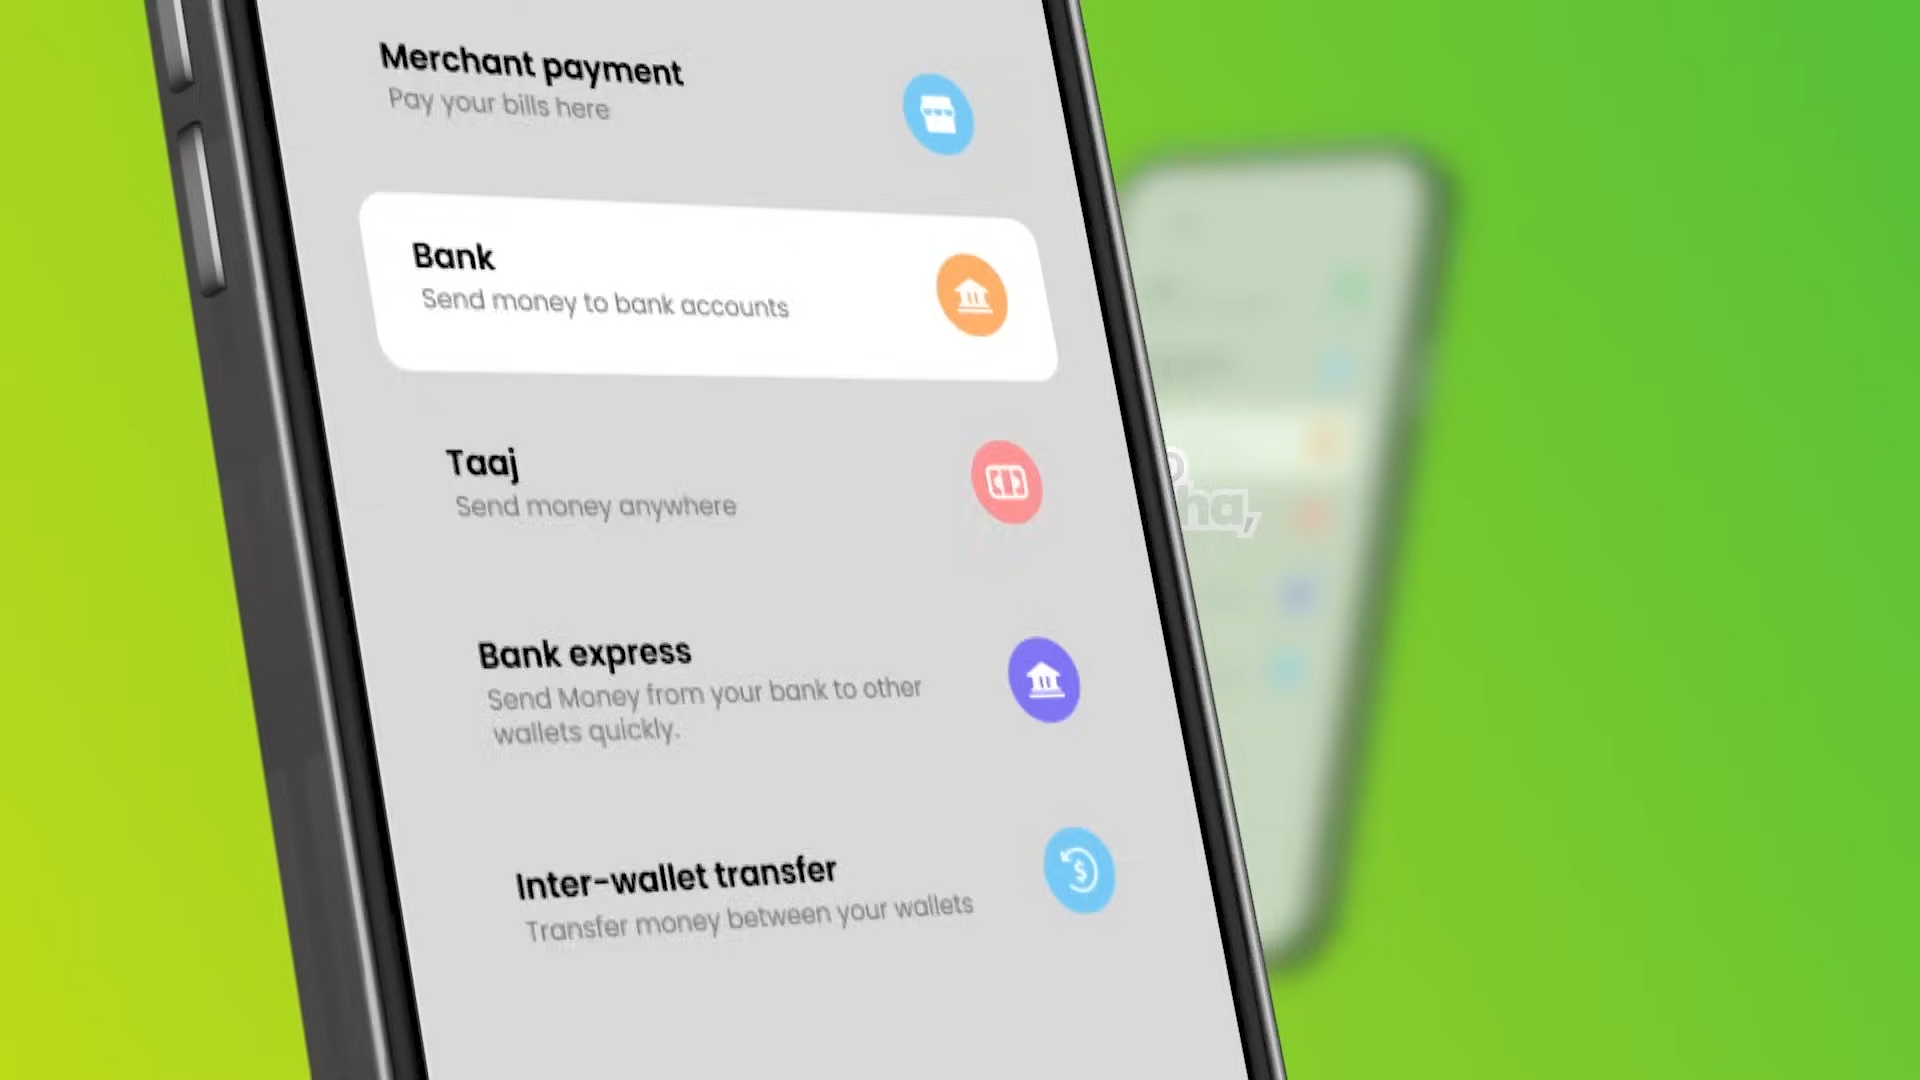 Merchant payment
Pay your bills here
Bank
Send money to bank accounts
Taaj
Send money anywhere
Bank express
Send Money from your bank to other
wallets quickly.
Inter-wallet transfer
Transfer money between your wallets